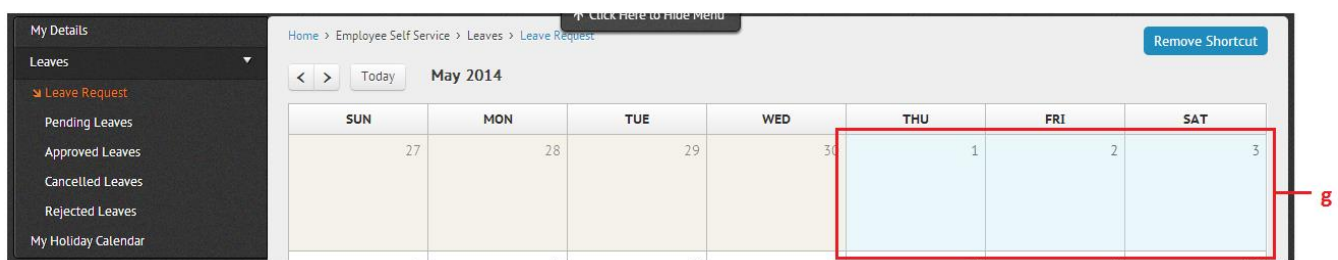 ↑ Click Here to Hide Menu
My Details
Leaves
Leave Request
Pending Leaves
Approved Leaves
Cancelled Leaves
Rejected Leaves
My Holiday Calendar
Home > Employee Self Service > Leaves > Leave Request
Remove Shortcut
< > Today May 2014
SUN MON TUE WED THU FRI SAT
27 28 29 30 1 2 3
g